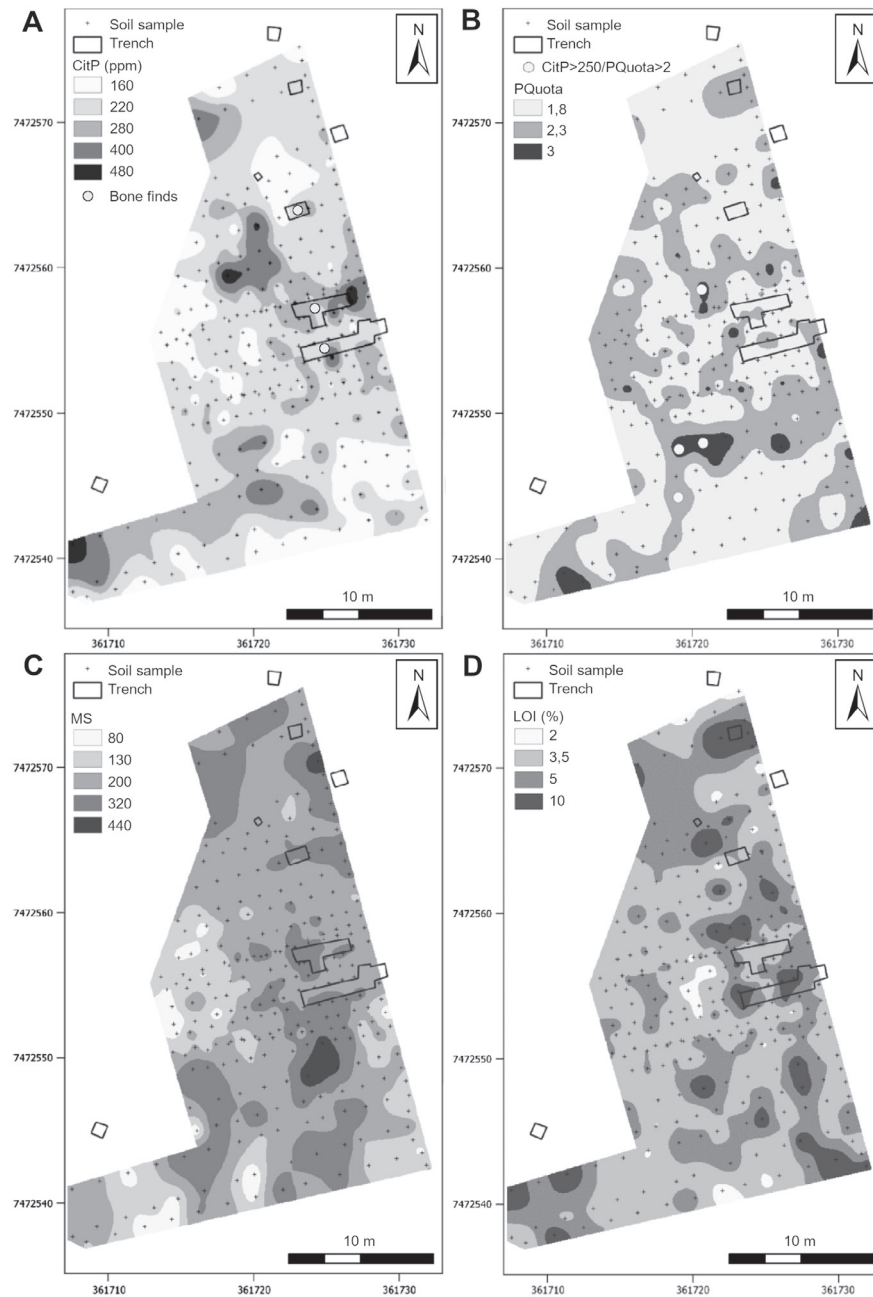 A
N
+ Soil sample
Trench
CitP (ppm)
160
220
280
400
480
Bone finds
7472570
7472560
7472550
7472540
10 m
361710 361720 361730
B
N
+ Soil sample
Trench
CitP>250/PQuota>2
PQuota
1,8
2,3
3
7472570
7472560
7472550
7472540
10 m
361710 361720 361730
C
N
+ Soil sample
Trench
MS
80
130
200
320
440
7472570
7472560
7472550
7472540
10 m
361710 361720 361730
D
N
+ Soil sample
Trench
LOI (%)
2
3,5
5
10
7472570
7472560
7472550
7472540
10 m
361710 361720 361730